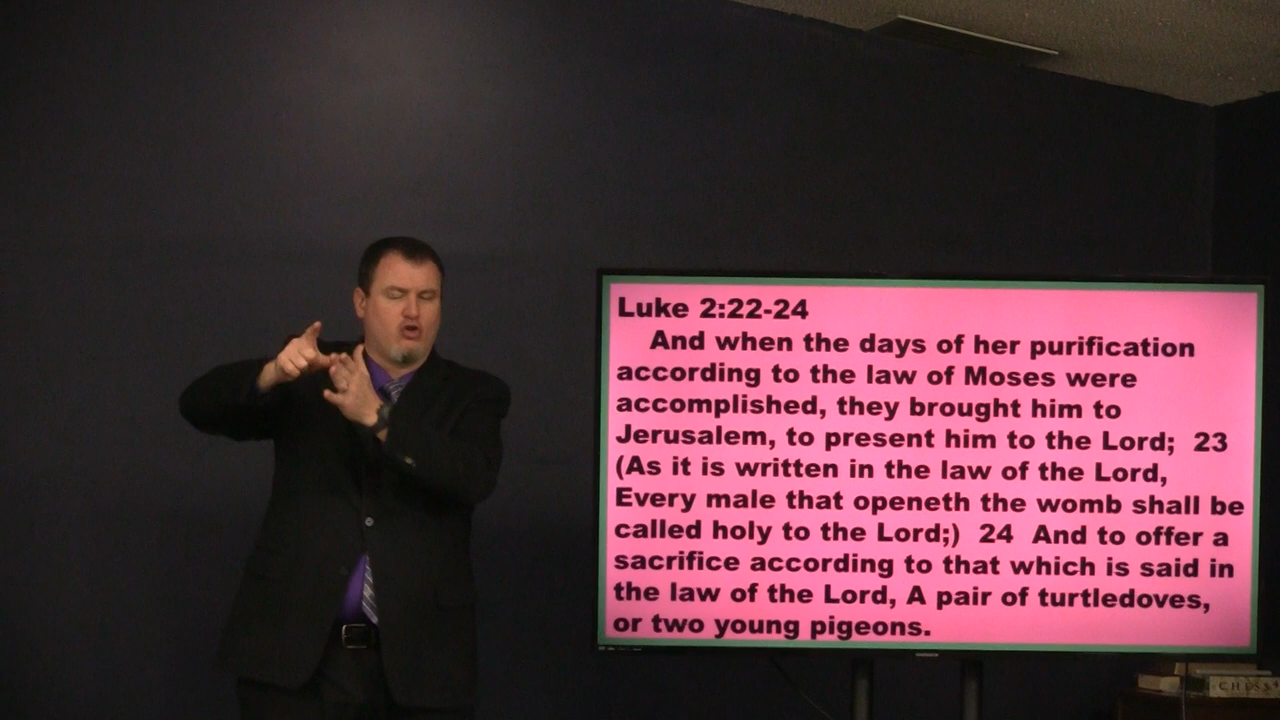 Luke 2:22-24
And when the days of her purification
according to the law of Moses were
accomplished, they brought him to
Jerusalem, to present him to the Lord;  23
(As it is written in the law of the Lord,
Every male that openeth the womb shall be
called holy to the Lord;)  24  And to offer a
sacrifice according to that which is said in
the law of the Lord, A pair of turtledoves,
or two young pigeons.
CHESS